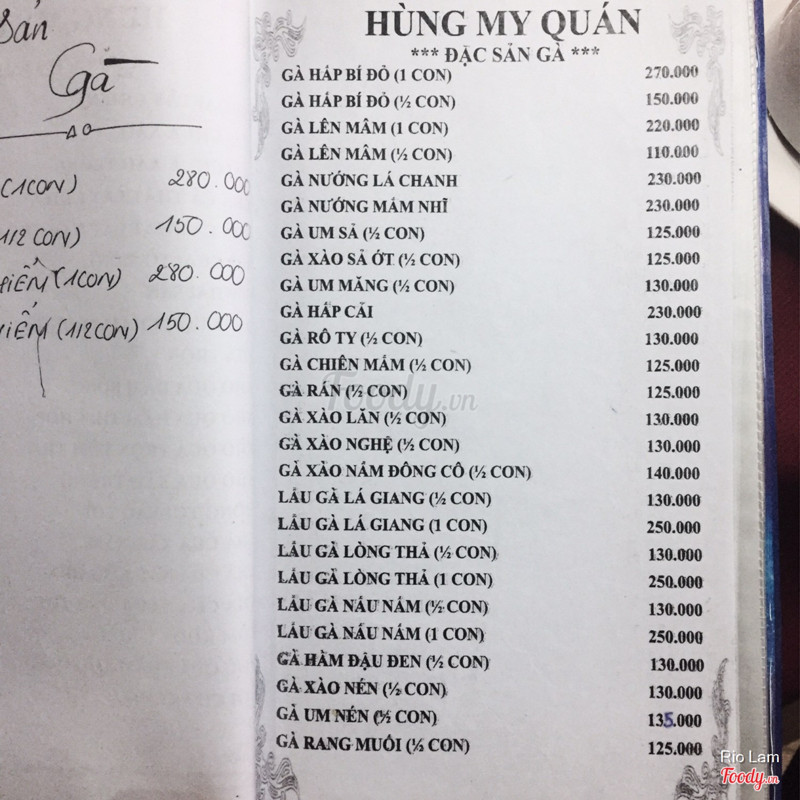 Sản
Gà
(1CON) 280.000
1/2 CON) 150.000
HIỂM (1CON) 280.000
HIỂM (1/2CON) 150.000
HÙNG MY QUÁN
*** ĐẶC SẢN GÀ ***
GÀ HẤP BÍ ĐỎ (1 CON) 270.000
GÀ HẤP BÍ ĐỎ (½ CON) 150.000
GÀ LÊN MÂM (1 CON) 220.000
GÀ LÊN MÂM (½ CON) 110.000
GÀ NƯỚNG LÁ CHANH 230.000
GÀ NƯỚNG MẮM NHĨ 230.000
GÀ UM SẢ (½ CON) 125.000
GÀ XÀO SẢ ỚT (½ CON) 125.000
GÀ UM MĂNG (½ CON) 130.000
GÀ HẤP CẢI 230.000
GÀ RÔ TY (½ CON) 130.000
GÀ CHIÊN MẮM (½ CON) 125.000
GÀ RÁN (½ CON) 125.000
GÀ XÀO LĂN (½ CON) 130.000
GÀ XÀO NGHỆ (½ CON) 130.000
GÀ XÀO NẤM ĐÔNG CÔ (½ CON) 140.000
LẨU GÀ LÁ GIANG (½ CON) 130.000
LẨU GÀ LÁ GIANG (1 CON) 250.000
LẨU GÀ LÒNG THẢ (½ CON) 130.000
LẨU GÀ LÒNG THẢ (1 CON) 250.000
LẨU GÀ NẤU NẤM (½ CON) 130.000
LẨU GÀ NẤU NẤM (1 CON) 250.000
GÀ HẦM ĐẬU ĐEN (½ CON) 130.000
GÀ XÀO NÉN (½ CON) 130.000
GÀ UM NÉN (½ CON) 135.000
GÀ RANG MUỐI (½ CON) 125.000
Foody.vn
Rio Lam
Foody.vn